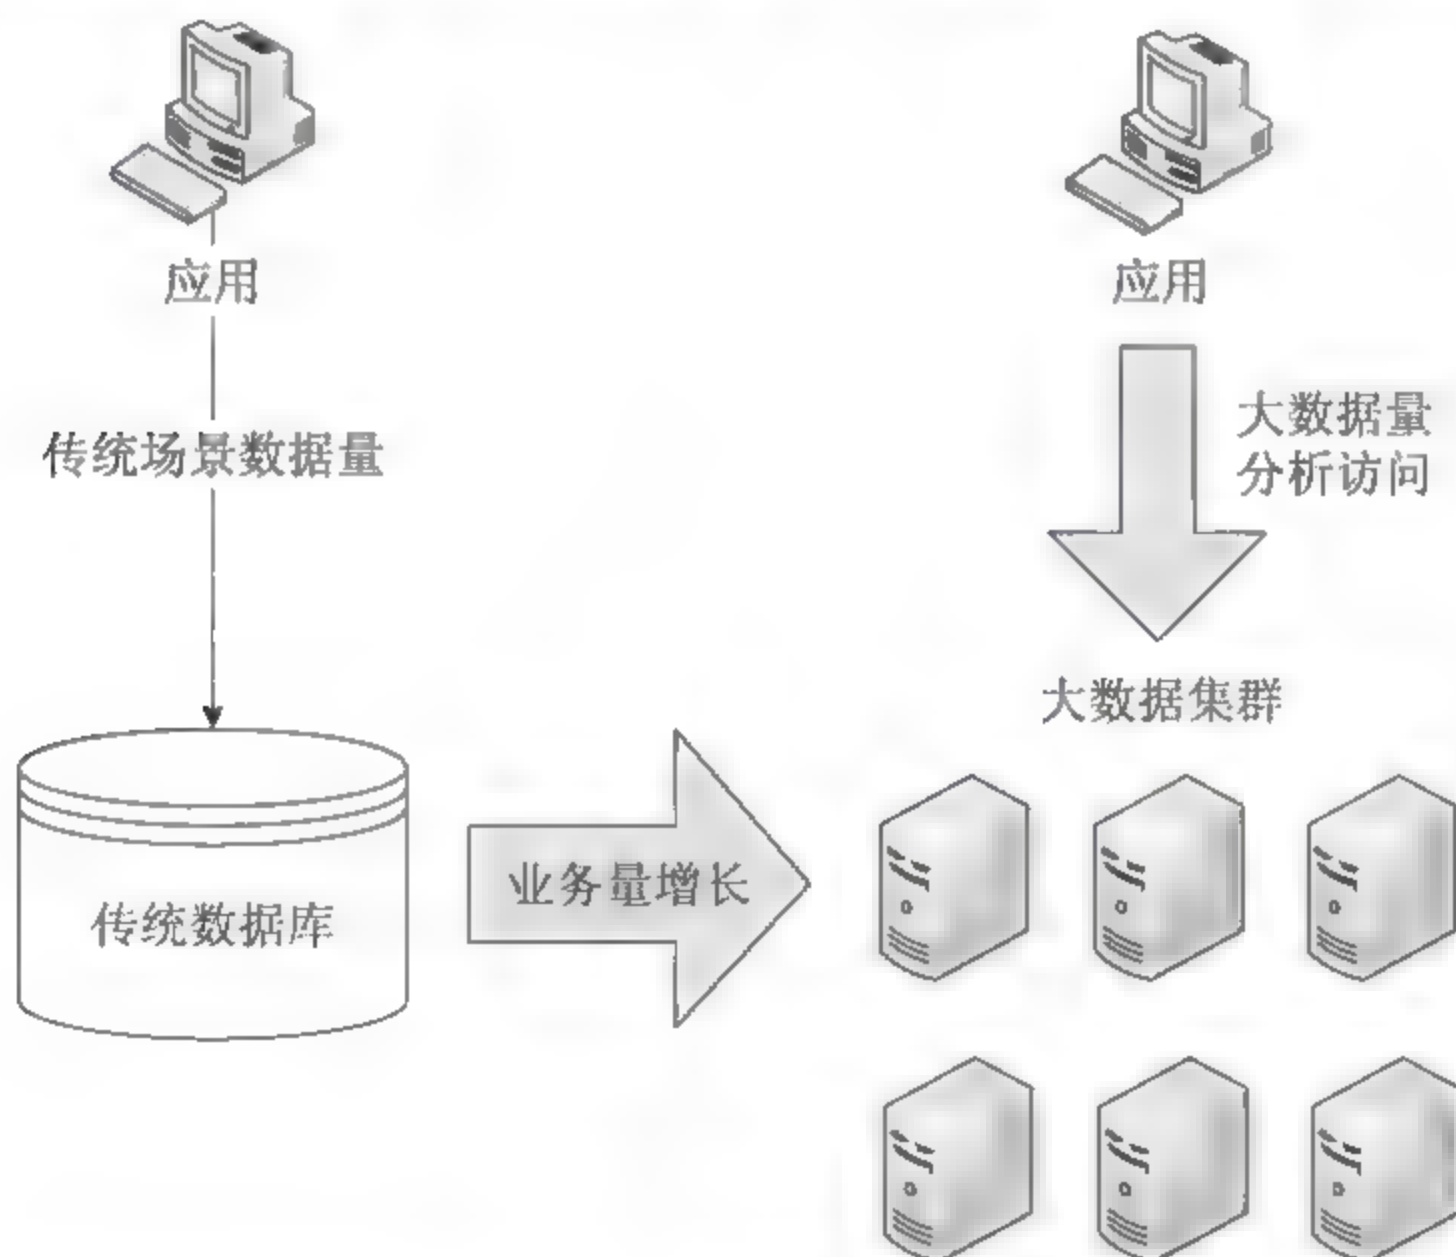 应用
应用
传统场景数据量
大数据量
分析访问
大数据集群
传统数据库
业务量增长